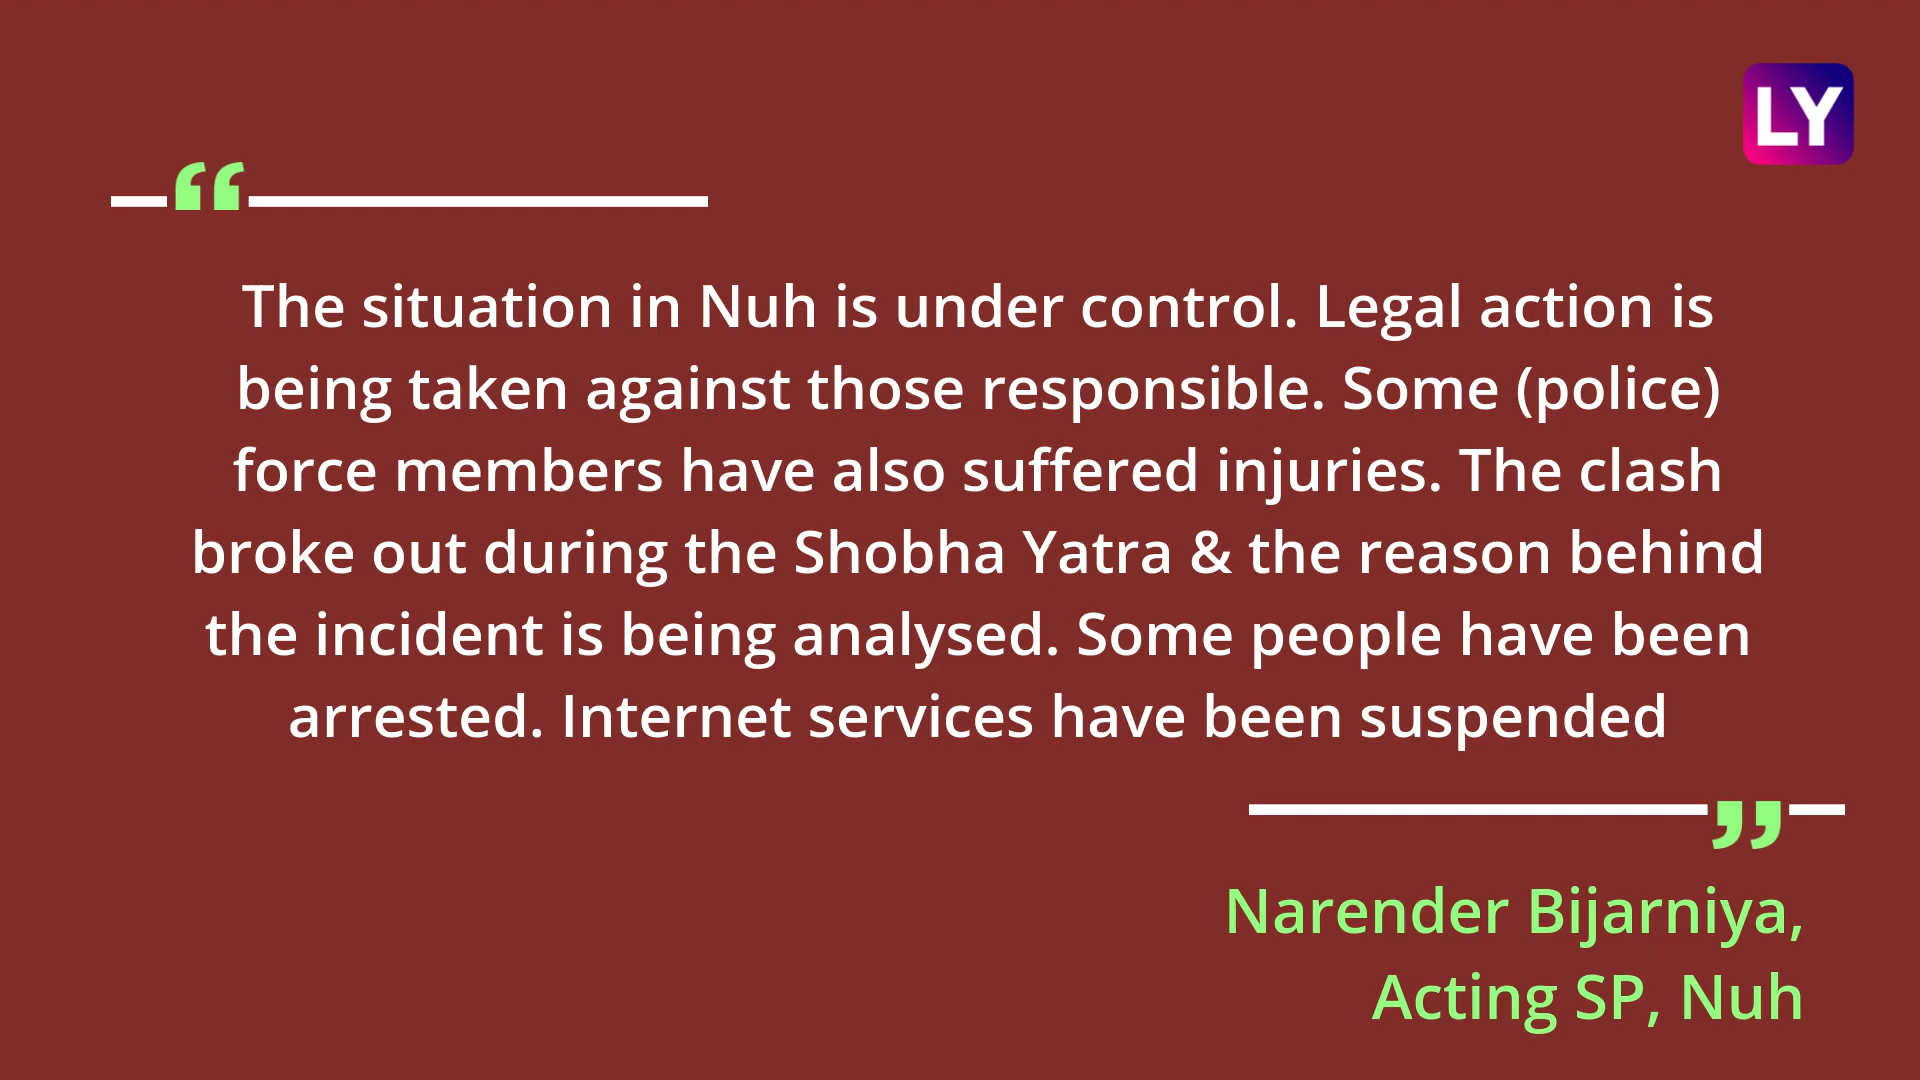 LY
“
The situation in Nuh is under control. Legal action is
being taken against those responsible. Some (police)
force members have also suffered injuries. The clash
broke out during the Shobha Yatra & the reason behind
the incident is being analysed. Some people have been
arrested. Internet services have been suspended
”
Narender Bijarniya,
Acting SP, Nuh